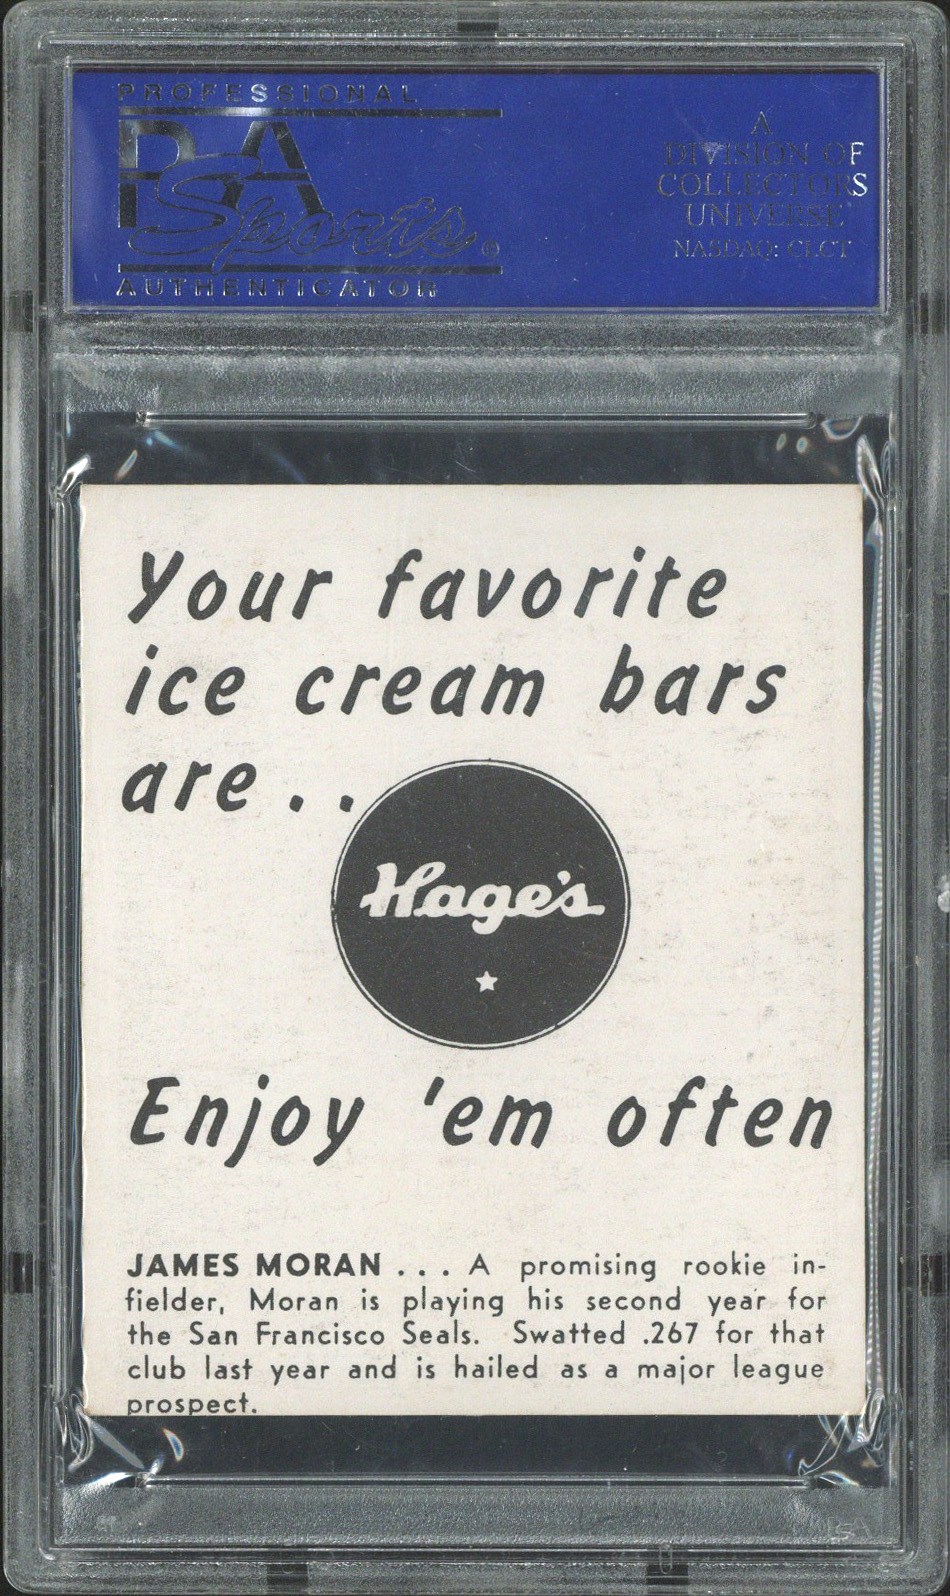 PROFESSIONAL
PSA
Sports®
AUTHENTICATOR
A
DIVISION OF
COLLECTORS
UNIVERSE
NASDAQ: CLCT
Your favorite
ice cream bars
are . .
Hage's
Enjoy 'em often
JAMES MORAN . . . A promising rookie in-
fielder, Moran is playing his second year for
the San Francisco Seals. Swatted .267 for that
club last year and is hailed as a major league
prospect.
PSA